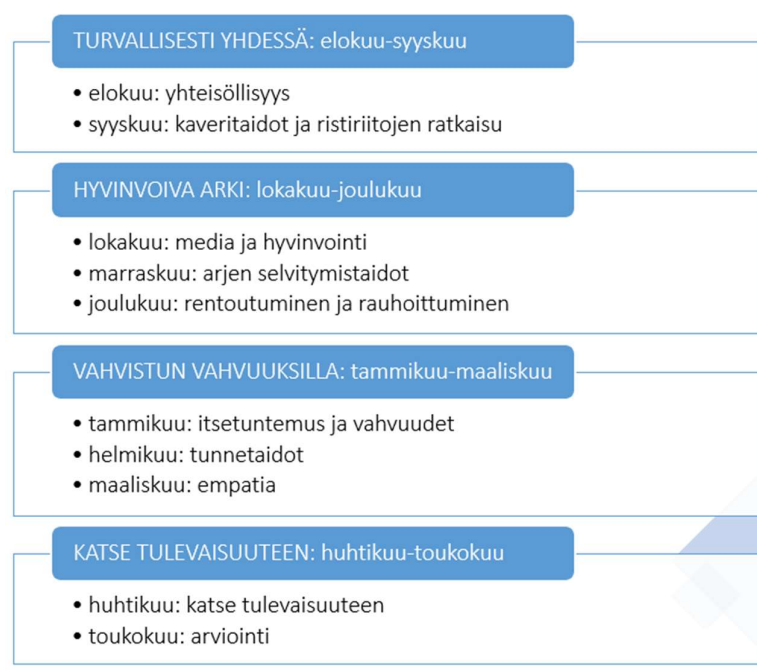 TURVALLISESTI YHDESSÄ: elokuu-syyskuu
• elokuu: yhteisöllisyys
• syyskuu: kaveritaidot ja ristiriitojen ratkaisu
HYVINVOIVA ARKI: lokakuu-joulukuu
• lokakuu: media ja hyvinvointi
• marraskuu: arjen selvitymistaidot
• joulukuu: rentoutuminen ja rauhoittuminen
VAHVISTUN VAHVUUKSILLA: tammikuu-maaliskuu
• tammikuu: itsetuntemus ja vahvuudet
• helmikuu: tunnetaidot
• maaliskuu: empatia
KATSE TULEVAISUUTEEN: huhtikuu-toukokuu
• huhtikuu: katse tulevaisuuteen
• toukokuu: arviointi